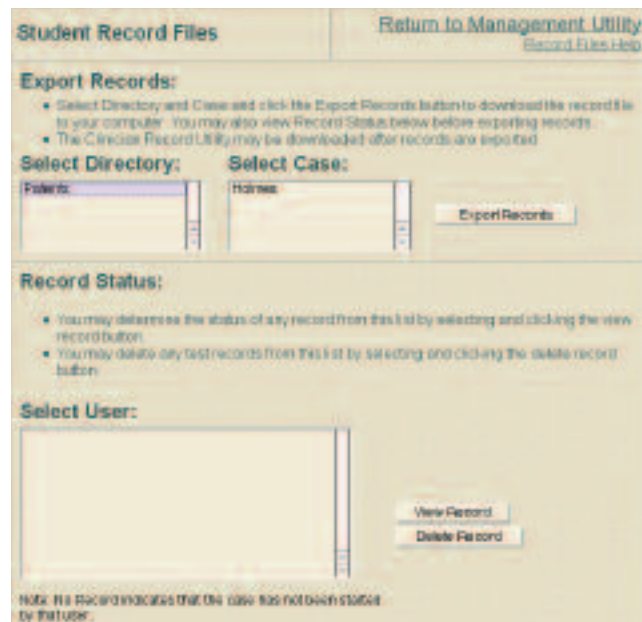 Student Record Files
Return to Management Utility
Record Files Help
Export Records:
• Select Directory and Case and click the Export Records button to download the record file
to your computer. You may also view Record Status below before exporting records.
• The Clinician Record Utility may be downloaded after records are exported
Select Directory:
Select Case:
Patients
Holmes
Export Records
Record Status:
• You may determine the status of any record from this list by selecting and clicking the view
record button.
• You may delete any test records from this list by selecting and clicking the delete record
button.
Select User:
View Record
Delete Record
Note: No Record indicates that the case has not been started
by that user.